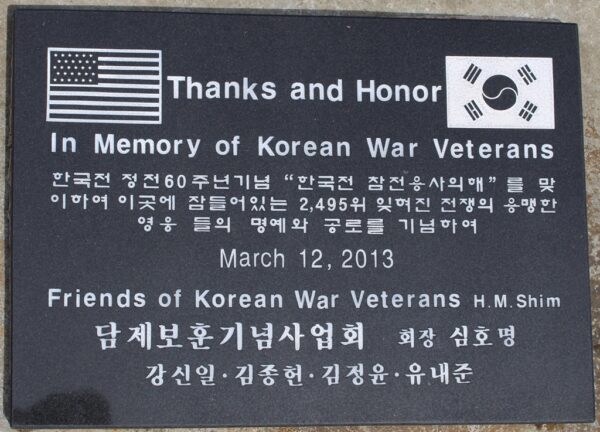 Thanks and Honor
In Memory of Korean War Veterans
한국전 정전60주년기념 “한국전 참전용사의해” 를 맞
이하여 이곳에 잠들어있는 2,495위 잊혀진 전쟁의 용맹한
영웅 들의 명예와 공로를 기념하여
March 12, 2013
Friends of Korean War Veterans H.M.Shim
담제보훈기념사업회 회장 심호명
강신일·김종헌·김정윤·유내준